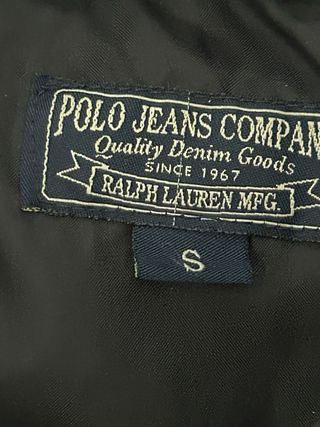 POLO JEANS COMPAN
Quality Denim Goods
SINCE 1967
RALPH LAUREN MFG.
S